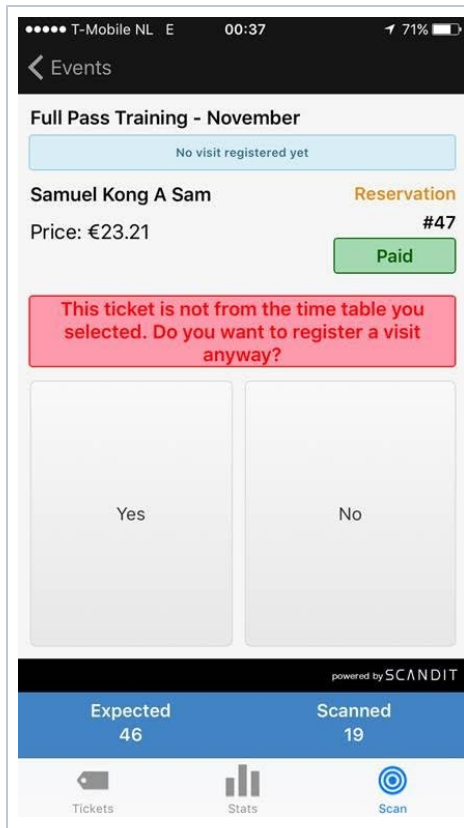 T-Mobile NL E 00:37 71%
Events
Full Pass Training - November
No visit registered yet
Samuel Kong A Sam
Reservation
Price: €23.21
#47
Paid
This ticket is not from the time table you
selected. Do you want to register a visit
anyway?
Yes No
powered by SCANDIT
Expected Scanned
46 19
Tickets Stats Scan